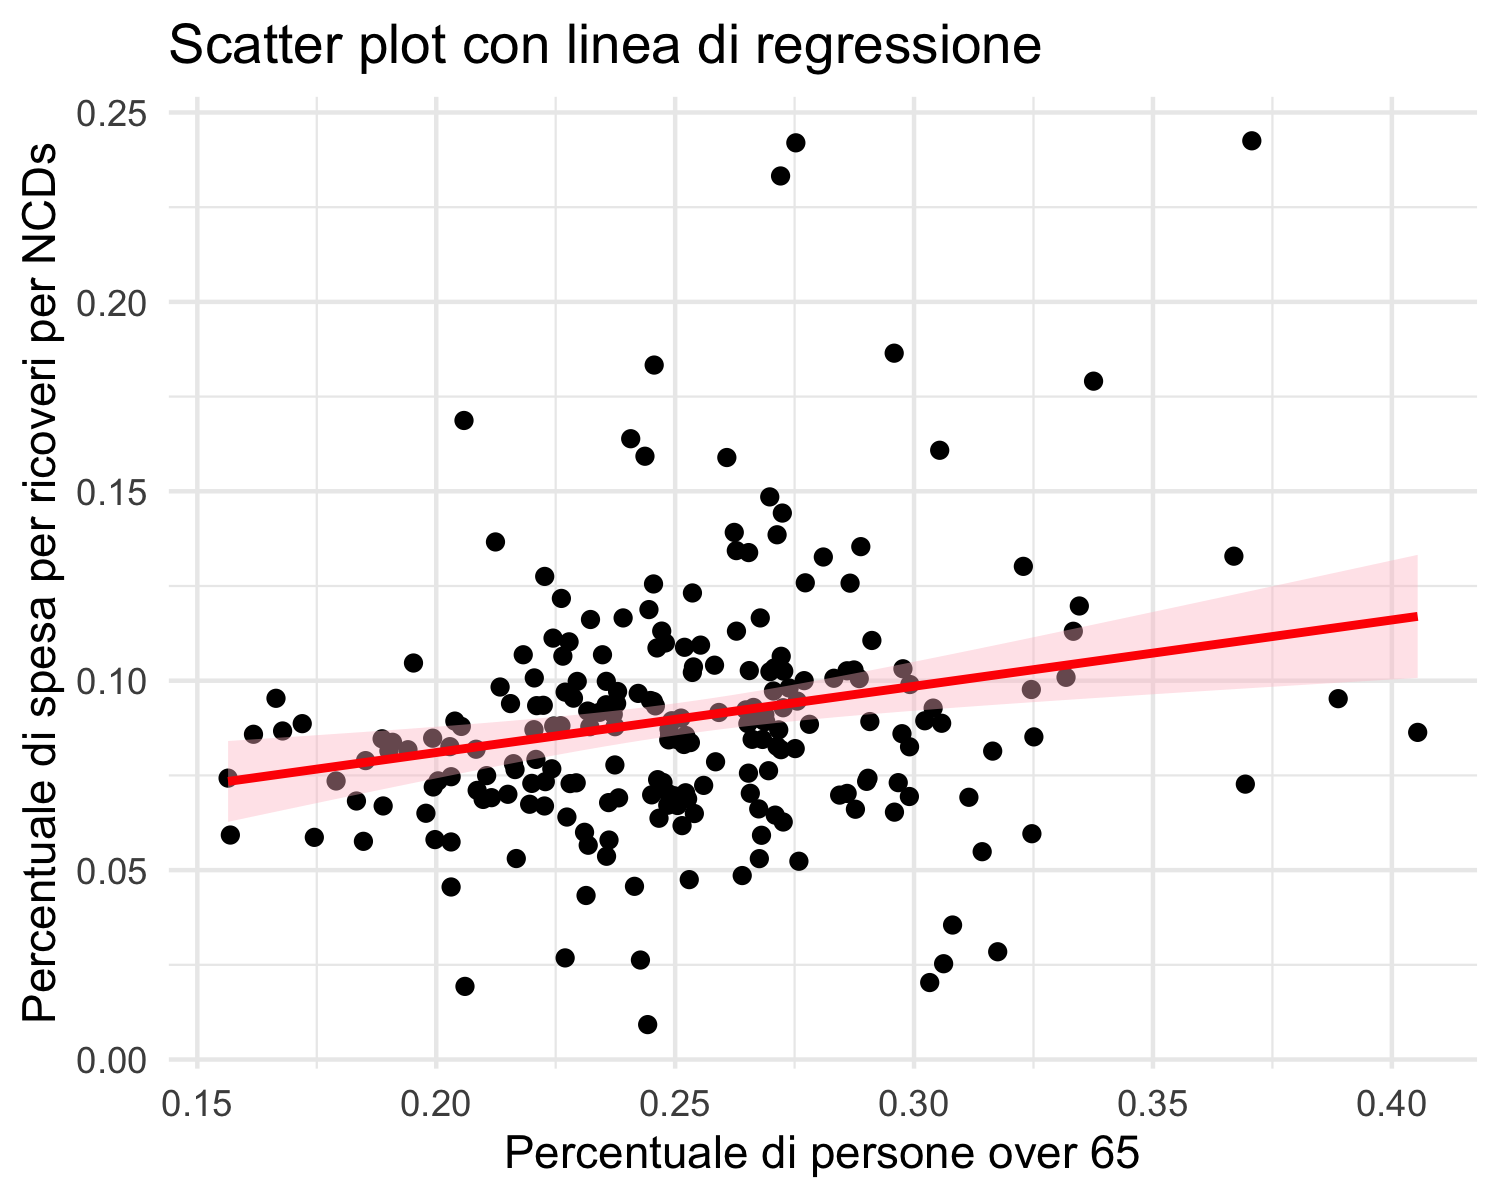 Scatter plot con linea di regressione
Percentuale di spesa per ricoveri per NCDs
0.25
0.20
0.15
0.10
0.05
0.00
0.15 0.20 0.25 0.30 0.35 0.40
Percentuale di persone over 65